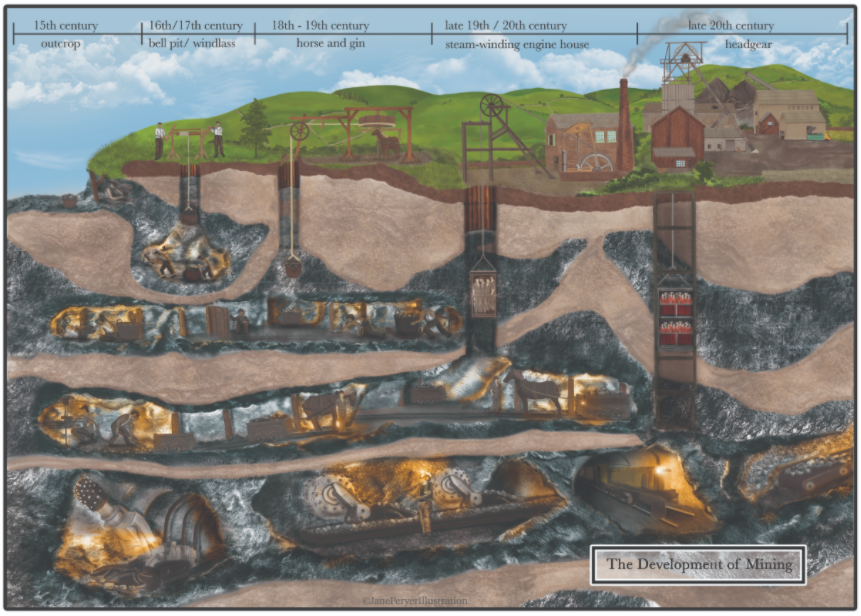 15th century
outcrop
16th/17th century
bell pit/ windlass
18th - 19th century
horse and gin
late 19th / 20th century
steam-winding engine house
late 20th century
headgear
The Development of Mining
©JanePeryerIllustration